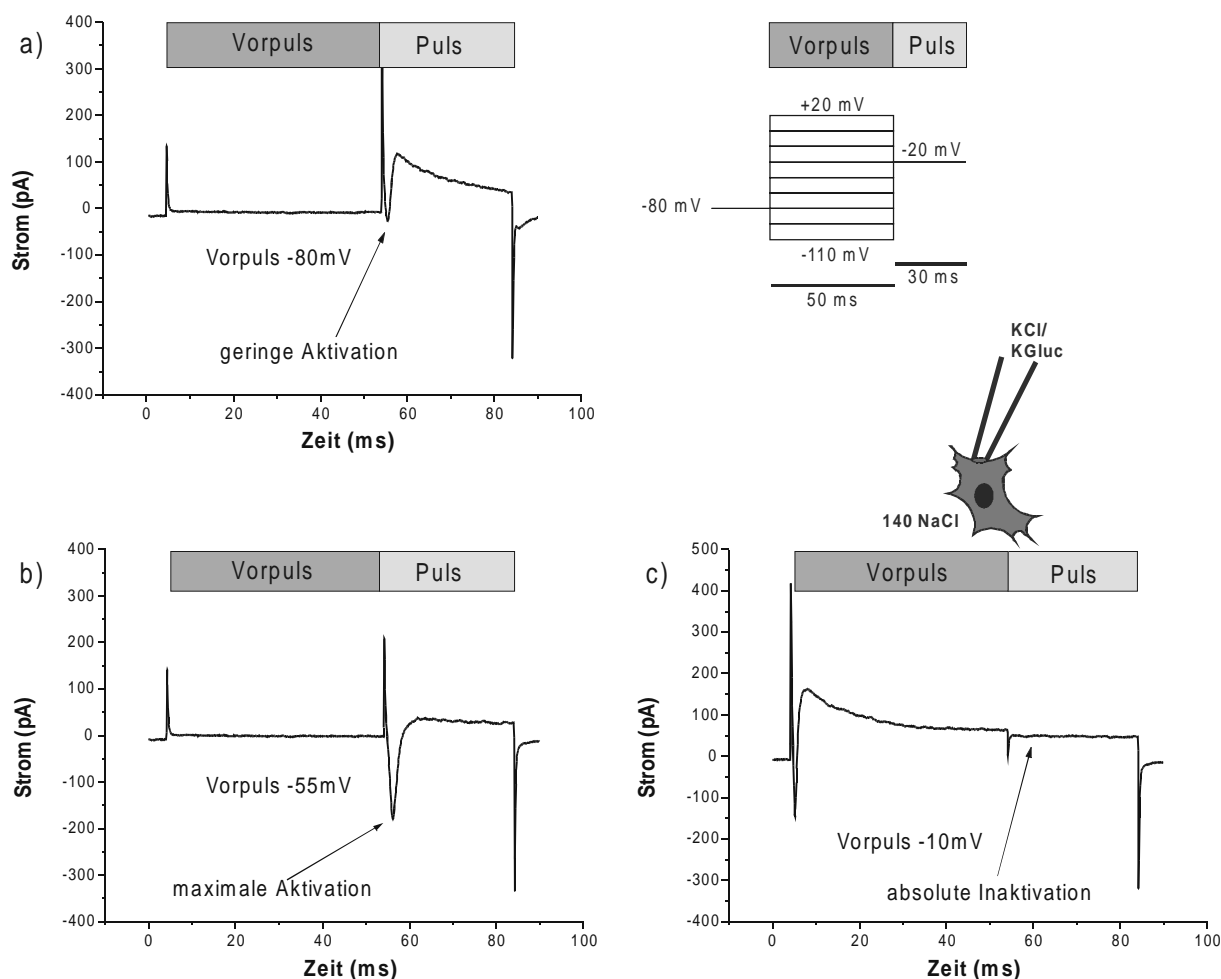 a)
Vorpuls
Puls
400
300
200
100
0
-100
-200
-300
-400
Strom (pA)
Vorpuls -80mV
geringe Aktivation
0
20
40
60
80
100
Zeit (ms)
Vorpuls
Puls
+20 mV
-20 mV
-80 mV
-110 mV
30 ms
50 ms
KCl/
KGluc
140 NaCl
b)
Vorpuls
Puls
400
300
200
100
0
-100
-200
-300
-400
Strom (pA)
Vorpuls -55mV
maximale Aktivation
0
20
40
60
80
100
Zeit (ms)
c)
Vorpuls
Puls
500
400
300
200
100
0
-100
-200
-300
-400
Strom (pA)
Vorpuls -10mV
absolute Inaktivation
0
20
40
60
80
100
Zeit (ms)